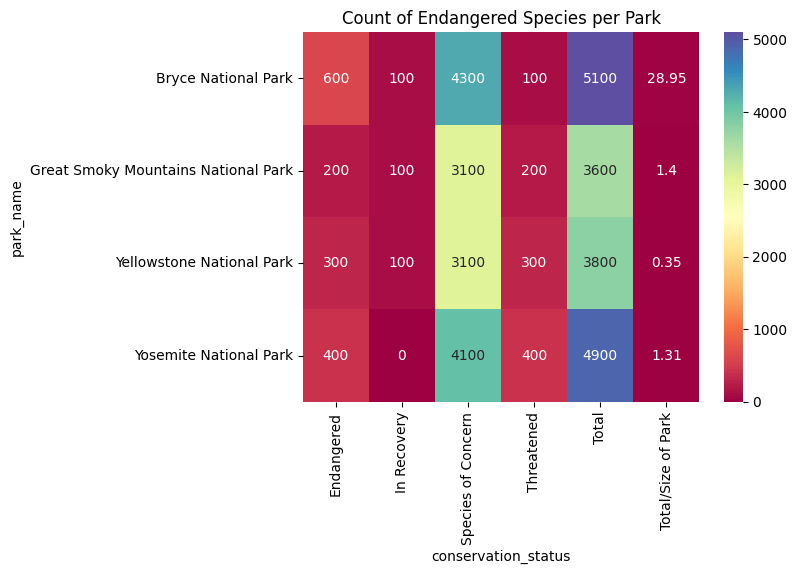 Count of Endangered Species per Park
park_name
Bryce National Park 600 100 4300 100 5100 28.95
Great Smoky Mountains National Park 200 100 3100 200 3600 1.4
Yellowstone National Park 300 100 3100 300 3800 0.35
Yosemite National Park 400 0 4100 400 4900 1.31
Endangered
In Recovery
Species of Concern
Threatened
Total
Total/Size of Park
conservation_status
5000
4000
3000
2000
1000
0